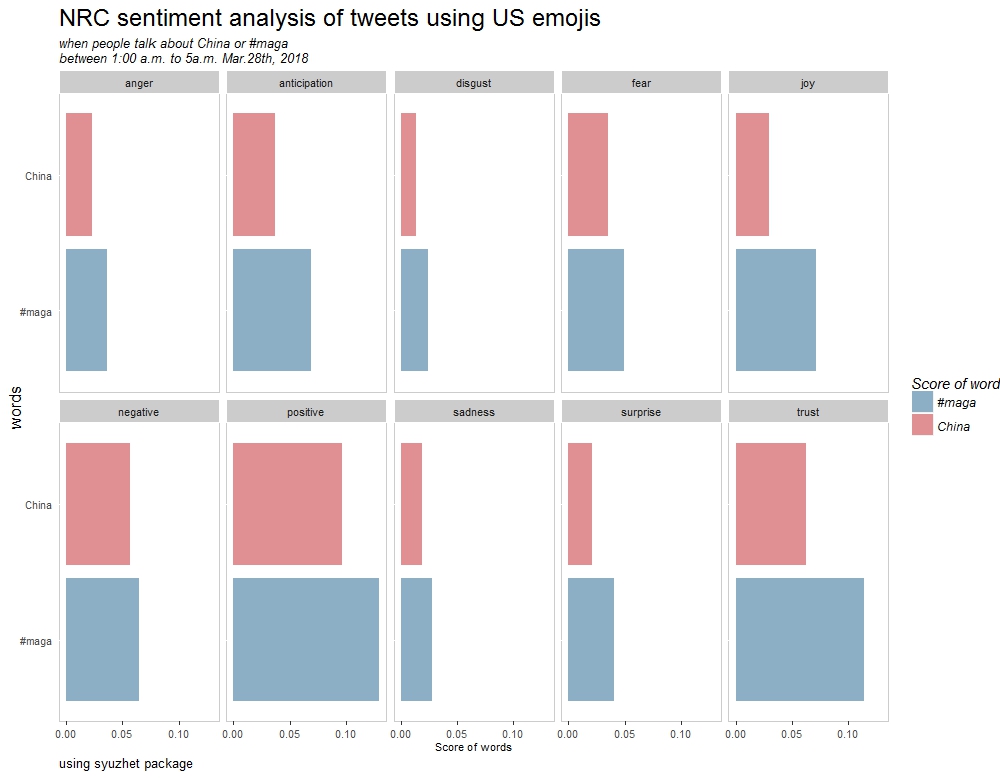 NRC sentiment analysis of tweets using US emojis
when people talk about China or #maga
between 1:00 a.m. to 5a.m. Mar.28th, 2018
anger anticipation disgust fear joy
China
#maga
negative positive sadness surprise trust
China
#maga
0.00 0.05 0.10 0.00 0.05 0.10 0.00 0.05 0.10 0.00 0.05 0.10 0.00 0.05 0.10
words
Score of words
using syuzhet package
Score of word
#maga
China